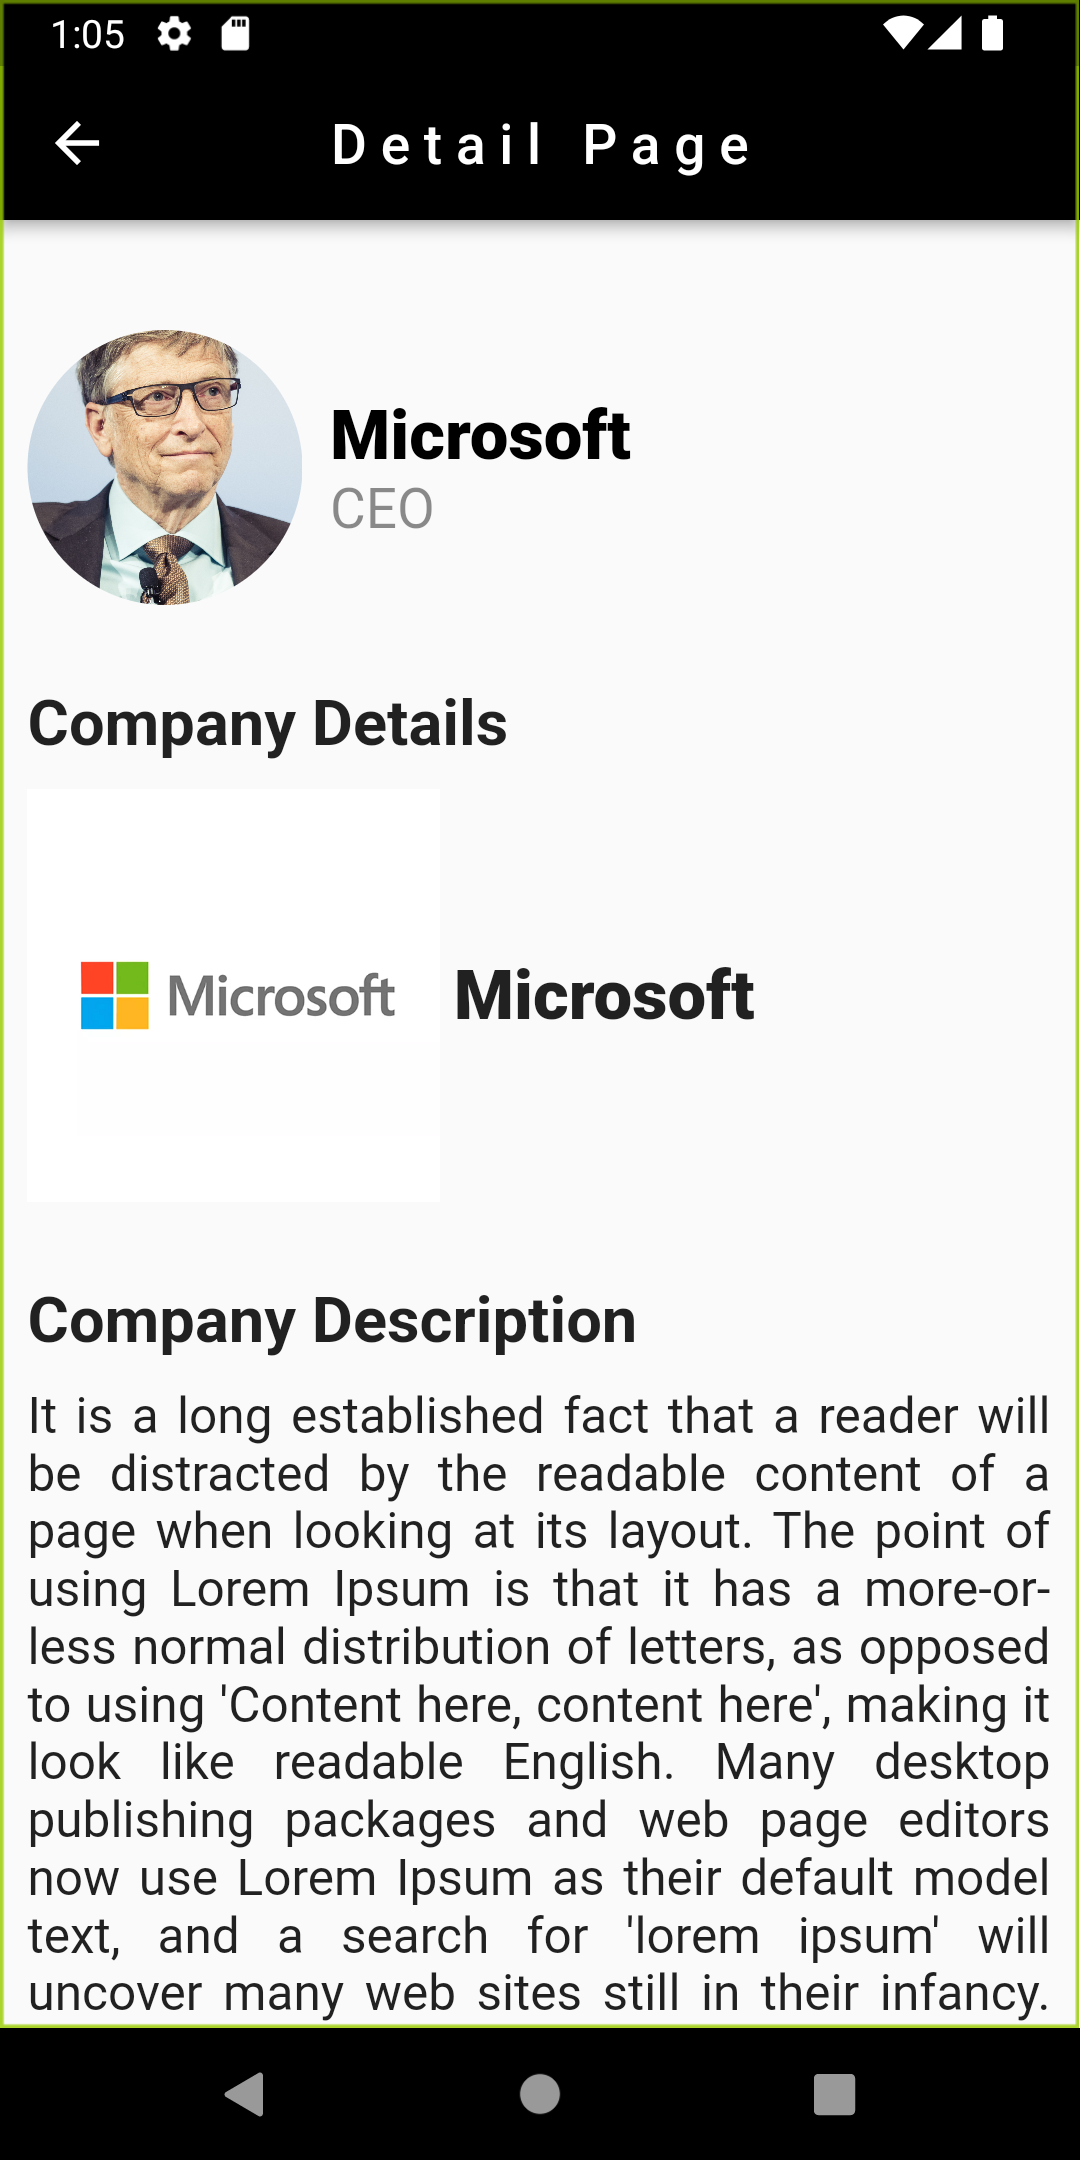 1:05
Detail Page
Microsoft
CEO
Company Details
Microsoft
Microsoft
Company Description
It is a long established fact that a reader will
be distracted by the readable content of a
page when looking at its layout. The point of
using Lorem Ipsum is that it has a more-or-
less normal distribution of letters, as opposed
to using 'Content here, content here', making it
look like readable English. Many desktop
publishing packages and web page editors
now use Lorem Ipsum as their default model
text, and a search for 'lorem ipsum' will
uncover many web sites still in their infancy.